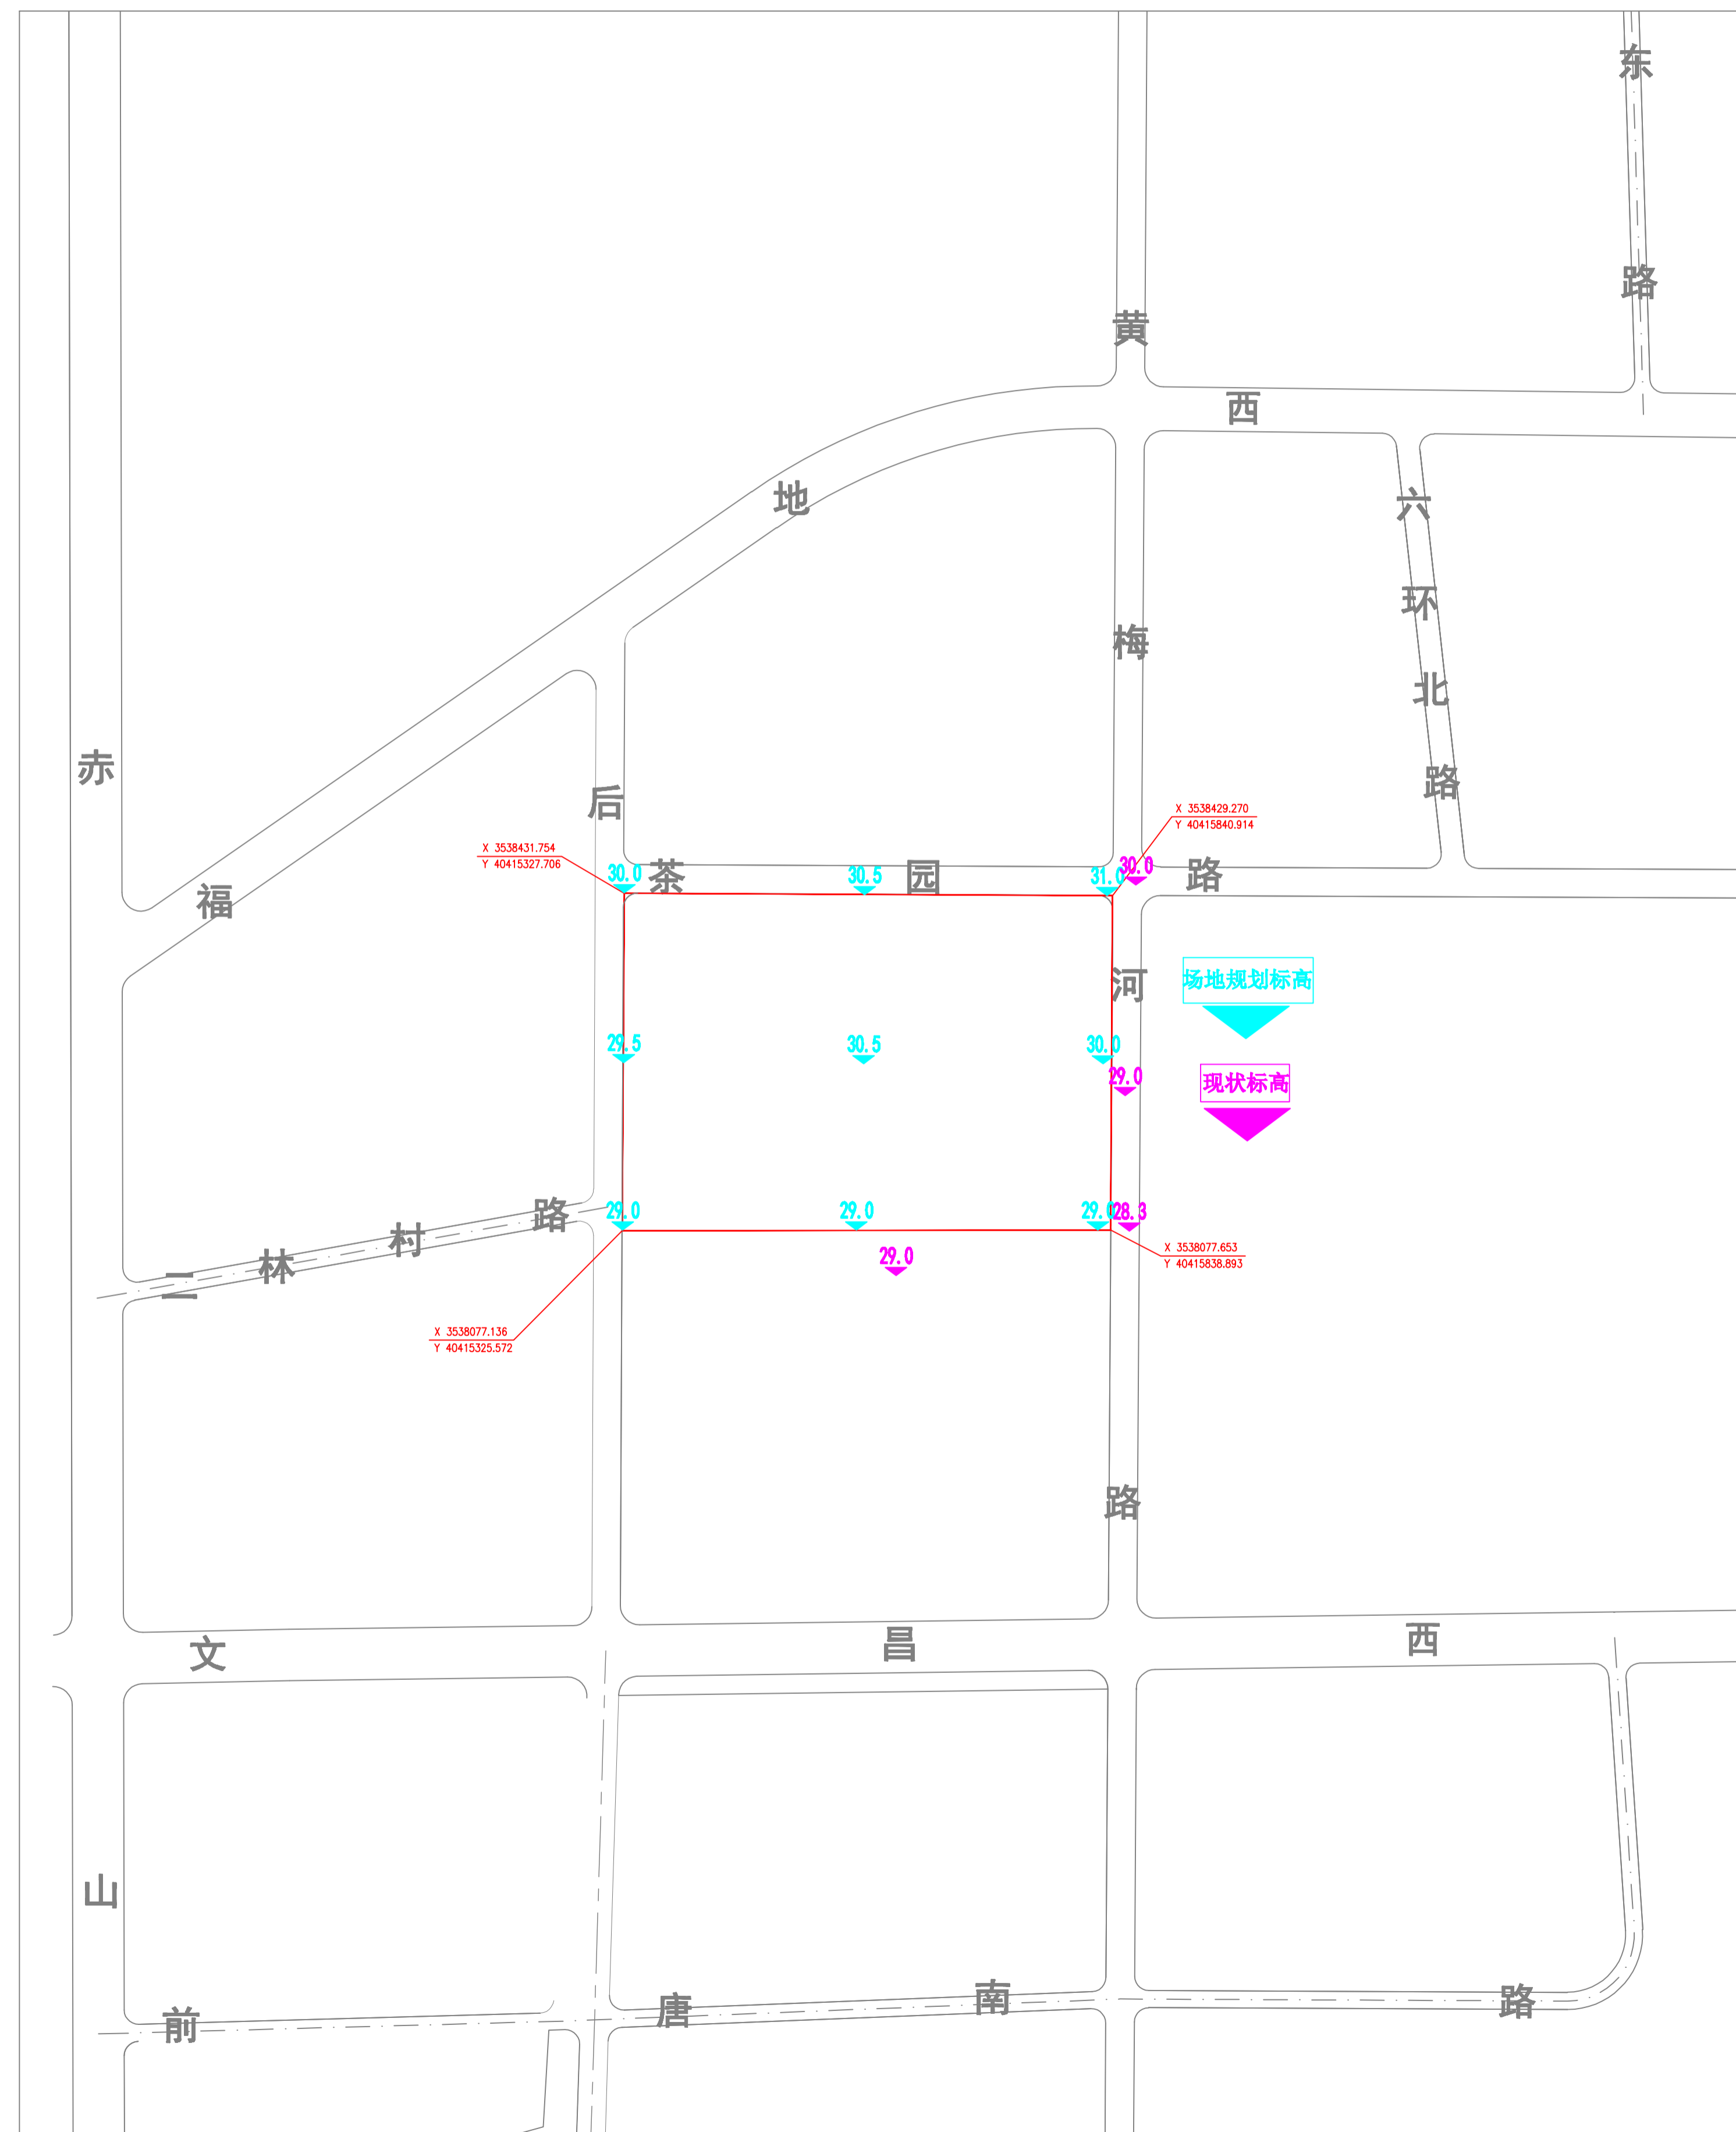 东
路
黄
西
地
六
环
梅
北
赤
后
路
X 3538429.270
Y 40415840.914
X 3538431.754
Y 40415327.706
30.0
茶
30.5
园
31.0
30.0
路
福
场地规划标高
河
29.5
30.5
30.0
29.0
现状标高
29.0
29.0
29.0
28.3
路
村
林
二
29.0
X 3538077.653
Y 40415838.893
X 3538077.136
Y 40415325.572
路
文
昌
西
山
前
唐
南
路